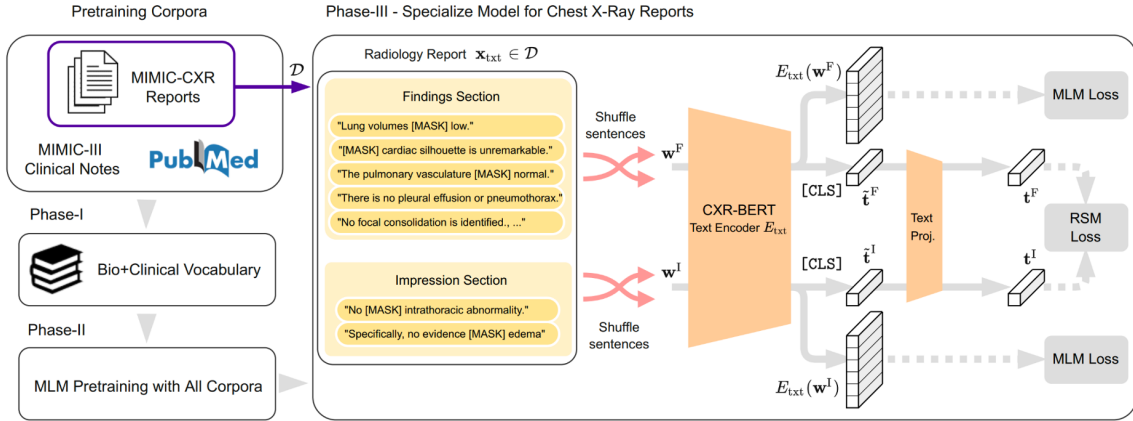 Pretraining Corpora
MIMIC-CXR
Reports
MIMIC-III
Clinical Notes
PubMed
Phase-I
Bio+Clinical Vocabulary
Phase-II
MLM Pretraining with All Corpora
𝒟
Phase-III - Specialize Model for Chest X-Ray Reports
Radiology Report x_txt ∈ 𝒟
Findings Section
"Lung volumes [MASK] low."
"[MASK] cardiac silhouette is unremarkable."
"The pulmonary vasculature [MASK] normal."
"There is no pleural effusion or pneumothorax."
"No focal consolidation is identified., ..."
Impression Section
"No [MASK] intrathoracic abnormality."
"Specifically, no evidence [MASK] edema"
Shuffle
sentences
w^F
w^I
Shuffle
sentences
CXR-BERT
Text Encoder E_txt
E_txt(w^F)
MLM Loss
[CLS]
t̃^F
Text
Proj.
t^F
RSM
Loss
[CLS]
t̃^I
t^I
E_txt(w^I)
MLM Loss